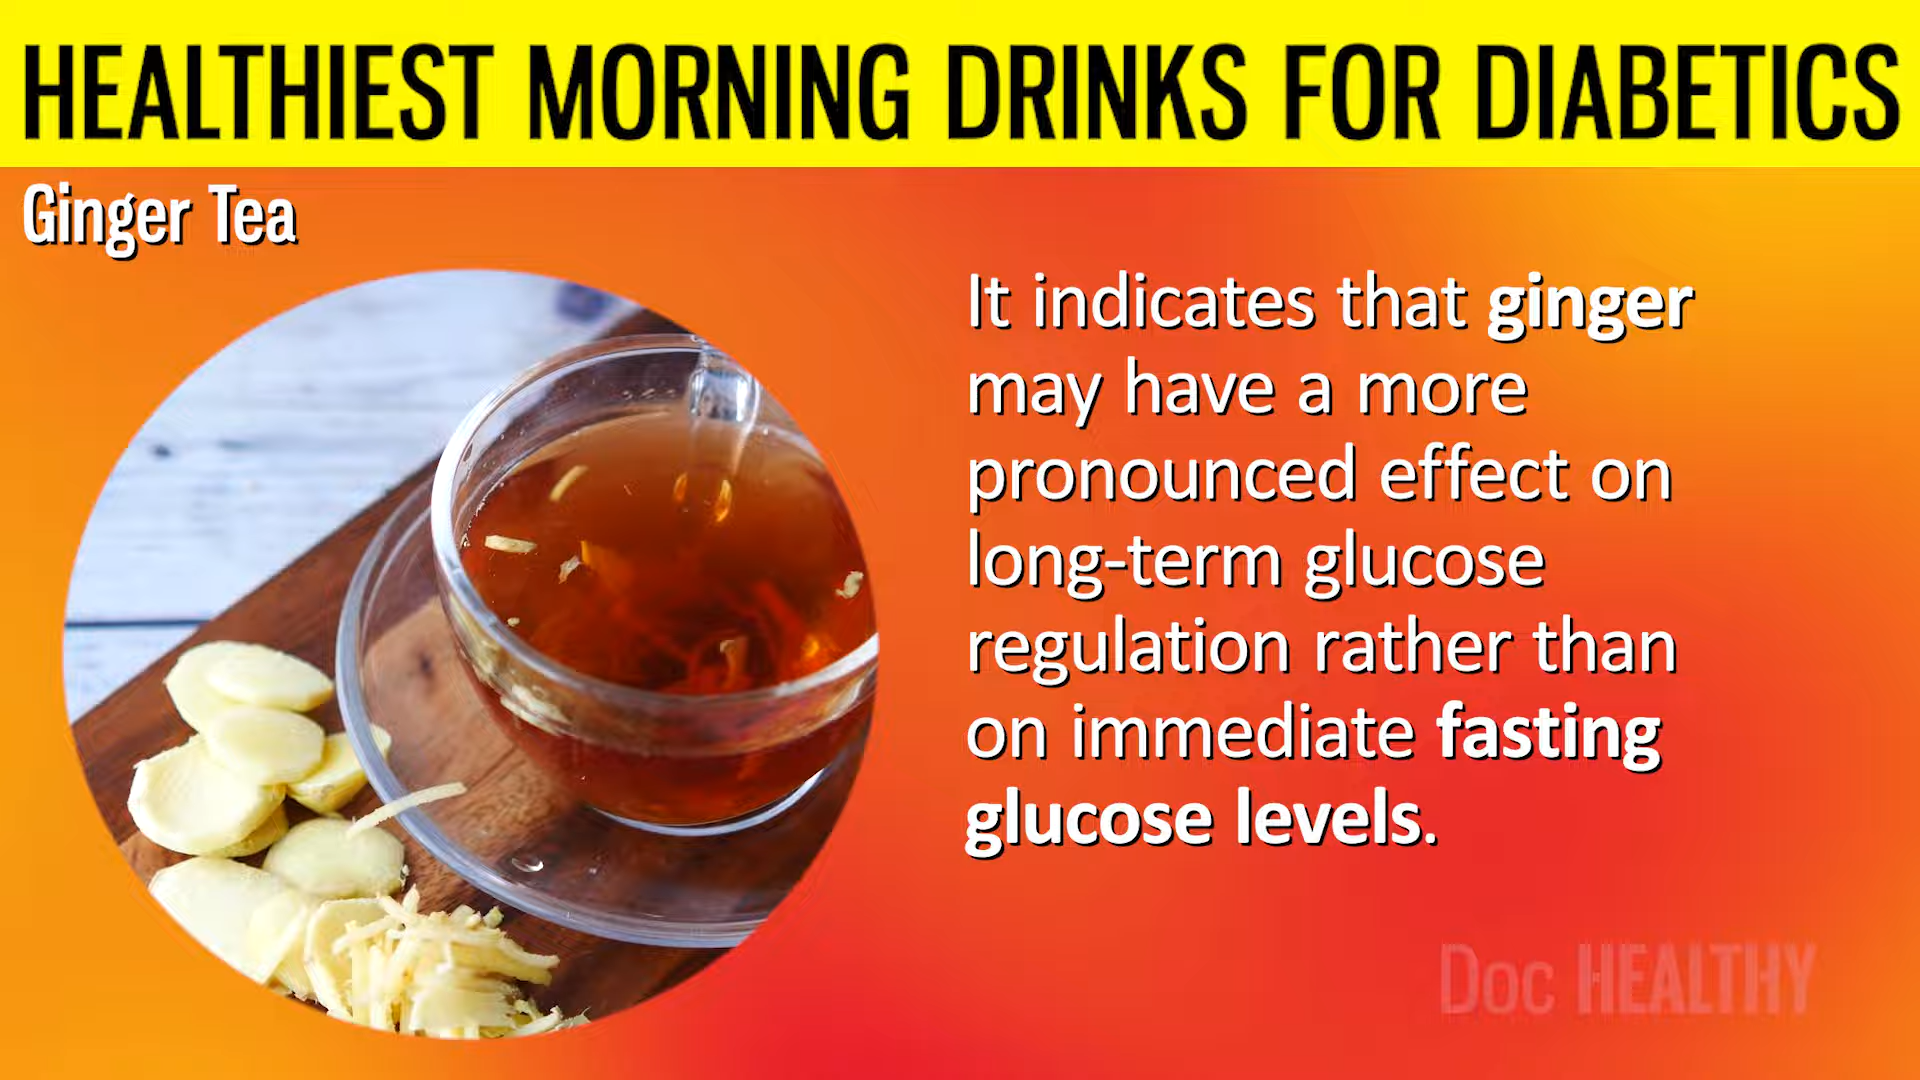 HEALTHIEST MORNING DRINKS FOR DIABETICS
Ginger Tea
It indicates that ginger
may have a more
pronounced effect on
long-term glucose
regulation rather than
on immediate fasting
glucose levels.
Doc HEALTHY